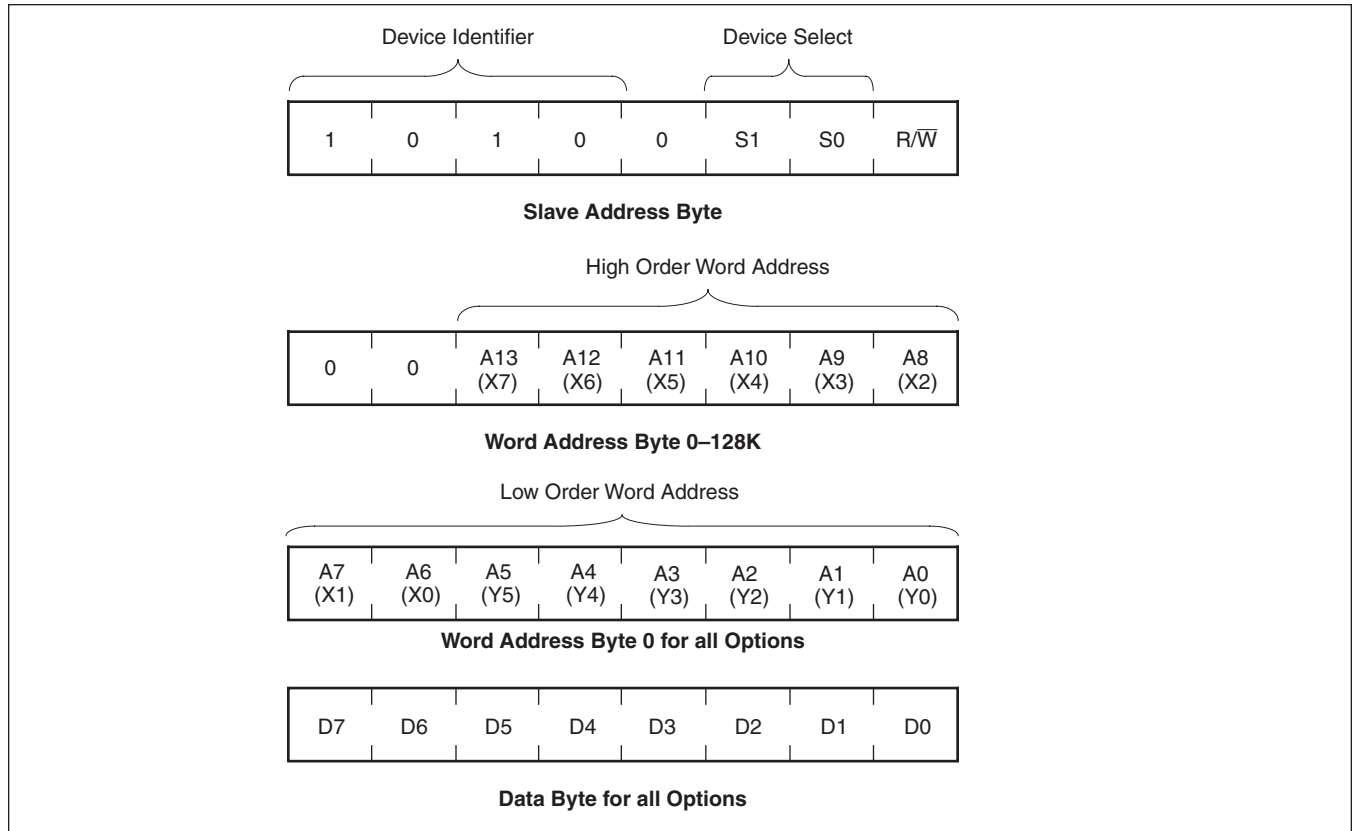 Device Identifier Device Select
1 0 1 0 0 S1 S0 R/W̅
Slave Address Byte
High Order Word Address
0 0 A13 A12 A11 A10 A9 A8
(X7) (X6) (X5) (X4) (X3) (X2)
Word Address Byte 0–128K
Low Order Word Address
A7 A6 A5 A4 A3 A2 A1 A0
(X1) (X0) (Y5) (Y4) (Y3) (Y2) (Y1) (Y0)
Word Address Byte 0 for all Options
D7 D6 D5 D4 D3 D2 D1 D0
Data Byte for all Options